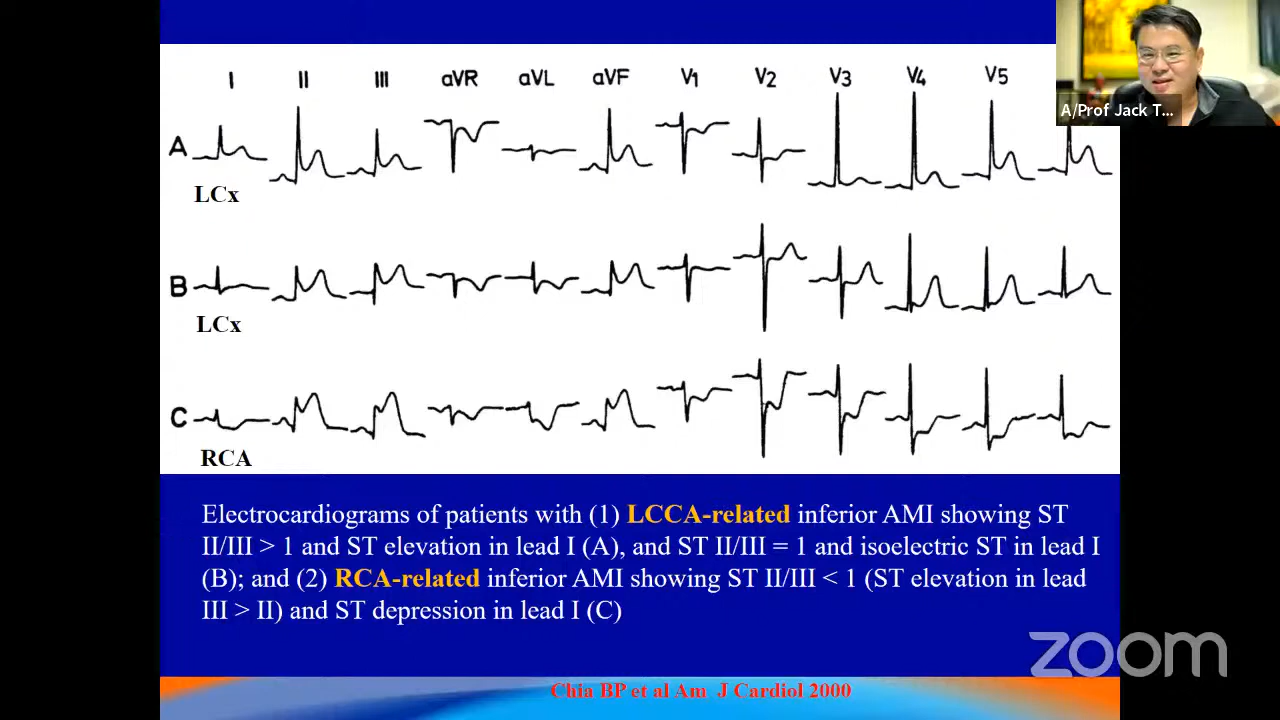 I II III aVR aVL aVF V1 V2 V3 V4 V5
A/Prof Jack T...
A
LCx
B
LCx
C
RCA
Electrocardiograms of patients with (1) LCCA-related inferior AMI showing ST
II/III > 1 and ST elevation in lead I (A), and ST II/III = 1 and isoelectric ST in lead I
(B); and (2) RCA-related inferior AMI showing ST II/III < 1 (ST elevation in lead
III > II) and ST depression in lead I (C)
zoom
Chia BP et al Am J Cardiol 2000